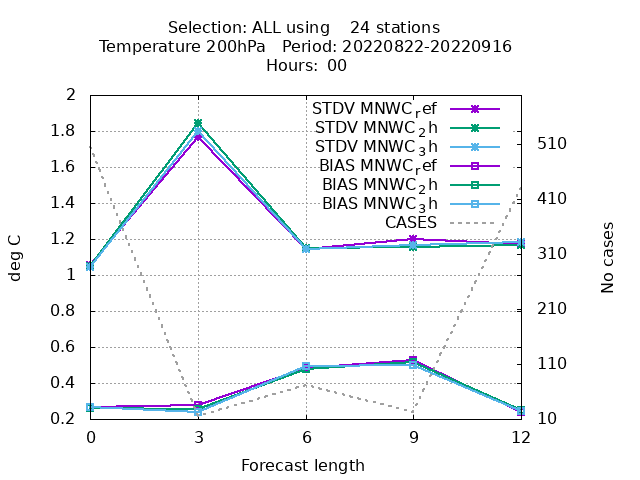 Selection: ALL using    24 stations
Temperature 200hPa   Period: 20220822-20220916
Hours: 00
STDV MNWC_ref
STDV MNWC_2h
STDV MNWC_3h
BIAS MNWC_ref
BIAS MNWC_2h
BIAS MNWC_3h
CASES
2
1.8
1.6
1.4
1.2
1
0.8
0.6
0.4
0.2
deg C
510
410
310
210
110
10
No cases
0 3 6 9 12
Forecast length